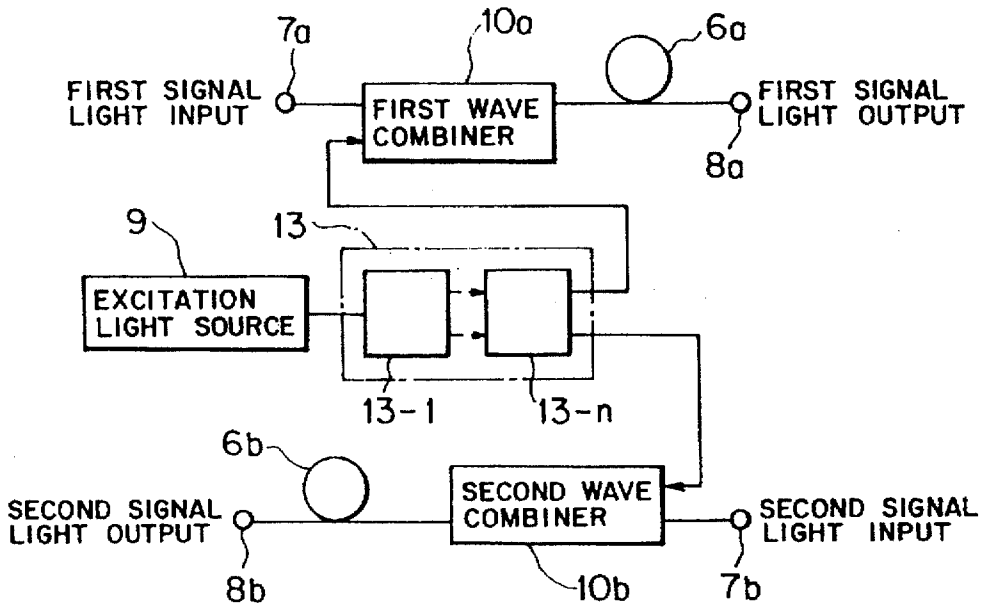 7a
10a
6a
FIRST SIGNAL
LIGHT INPUT
FIRST WAVE
COMBINER
FIRST SIGNAL
LIGHT OUTPUT
8a
9
13
EXCITATION
LIGHT SOURCE
13-1
13-n
6b
SECOND SIGNAL
LIGHT OUTPUT
SECOND WAVE
COMBINER
SECOND SIGNAL
LIGHT INPUT
8b
10b
7b